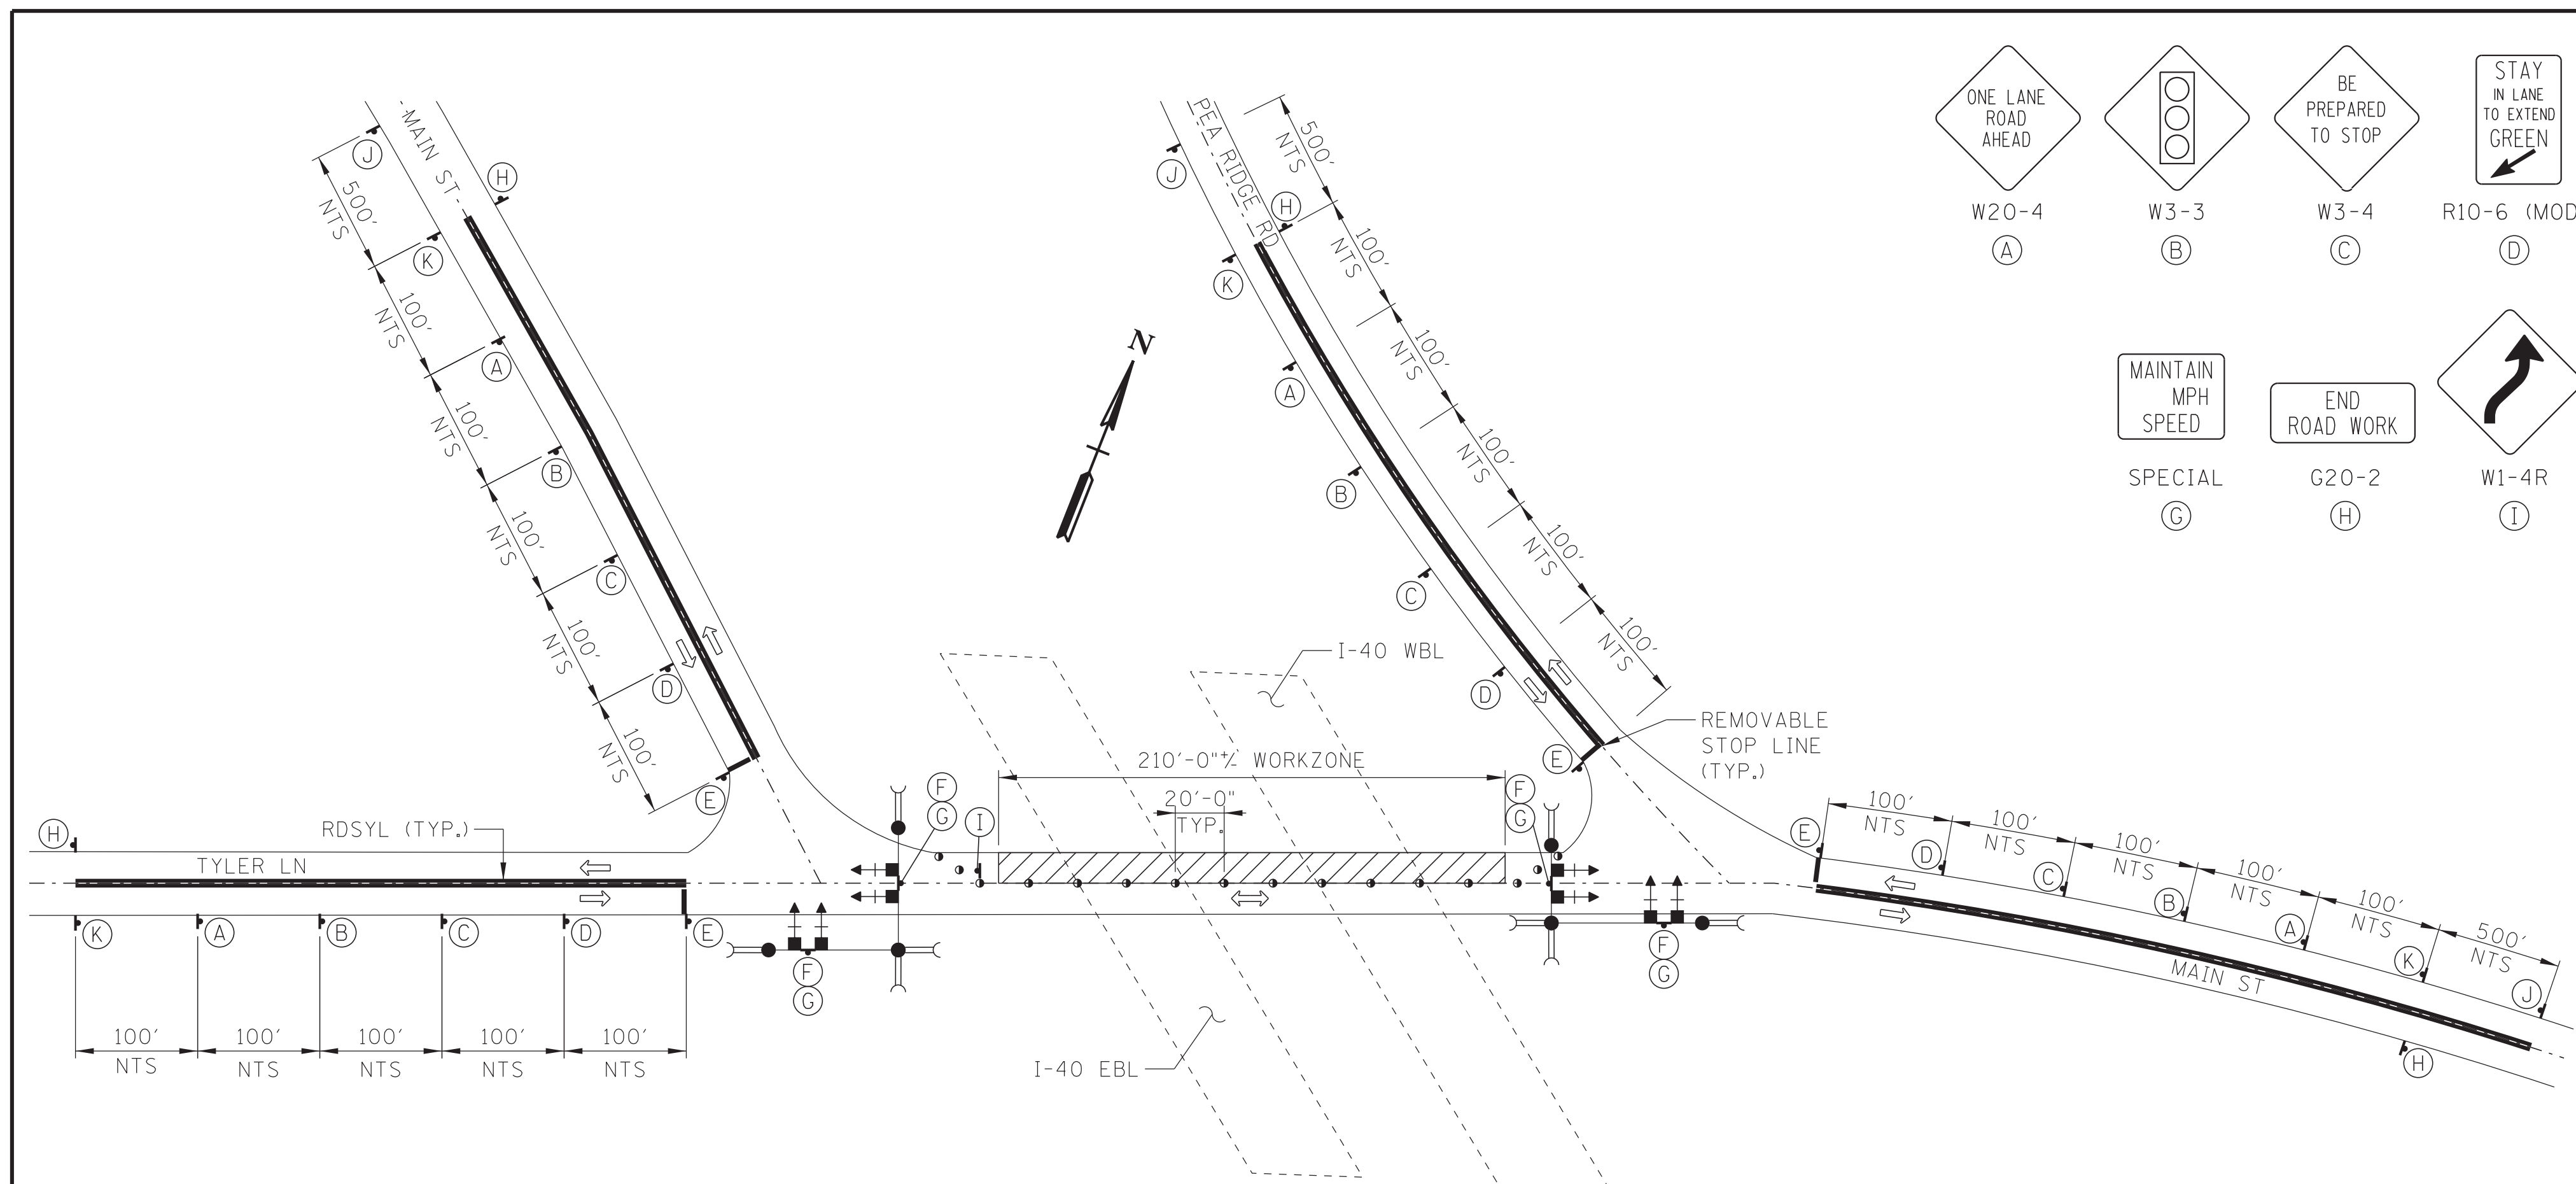 ONE LANE
ROAD
AHEAD
W20-4
A
W3-3
B
BE
PREPARED
TO STOP
W3-4
C
STAY
IN LANE
TO EXTEND
GREEN
R10-6 (MOD
D
MAINTAIN
MPH
SPEED
SPECIAL
G
END
ROAD WORK
G20-2
H
W1-4R
I
MAIN ST
J
H
K
A
B
C
D
E
500'
NTS
100'
NTS
100'
NTS
100'
NTS
100'
NTS
100'
NTS
N
PEA RIDGE RD
J
H
K
A
B
C
D
E
500'
NTS
100'
NTS
100'
NTS
100'
NTS
100'
NTS
100'
NTS
I-40 WBL
REMOVABLE
STOP LINE
(TYP.)
210'-0"± WORKZONE
20'-0"
TYP.
F
G
I
F
G
H
RDSYL (TYP.)
TYLER LN
K
A
B
C
D
E
F
G
F
G
100'
NTS
100'
NTS
100'
NTS
100'
NTS
100'
NTS
I-40 EBL
E
D
C
B
A
K
J
100'
NTS
100'
NTS
100'
NTS
100'
NTS
100'
NTS
500'
NTS
MAIN ST
H